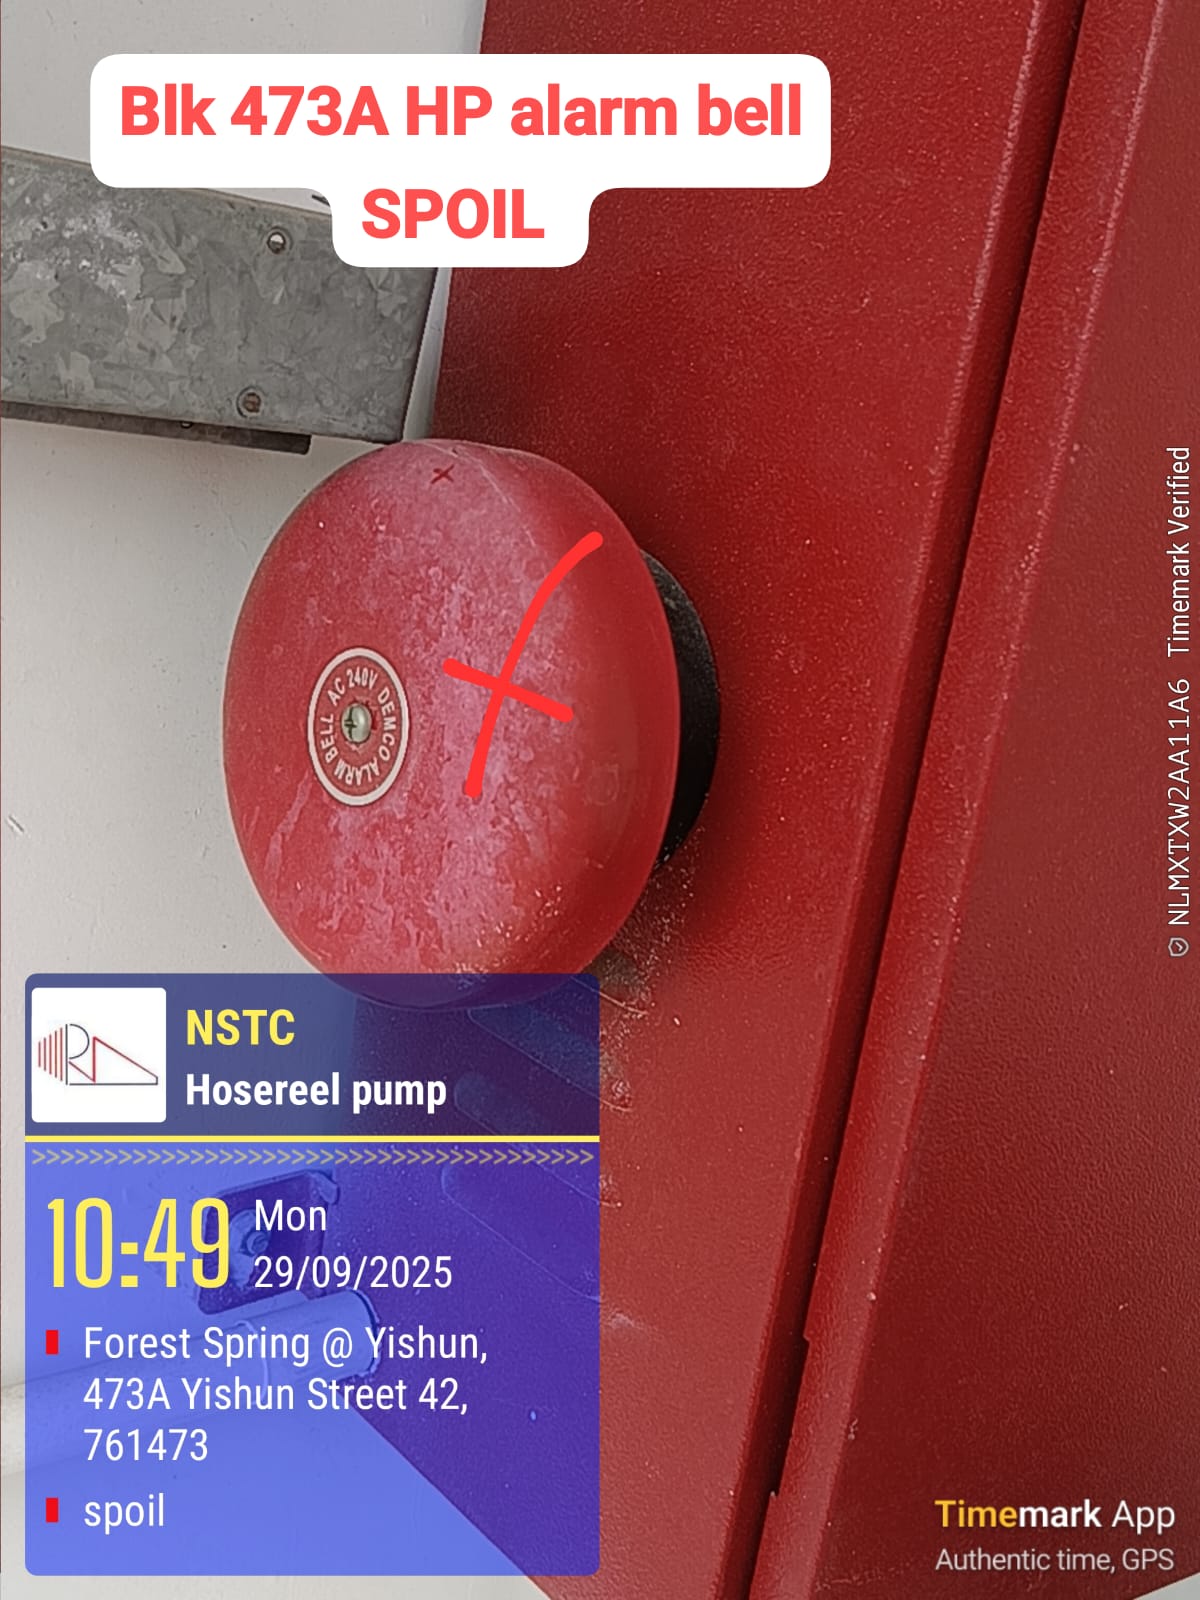 Blk 473A HP alarm bell
SPOIL
AC 240V DEMCO ALARM BELL
NSTC
Hosereel pump
10:49
Mon
29/09/2025
Forest Spring @ Yishun,
473A Yishun Street 42,
761473
spoil
NLMXTXW2AA11A6 Timemark Verified
Timemark App
Authentic time, GPS